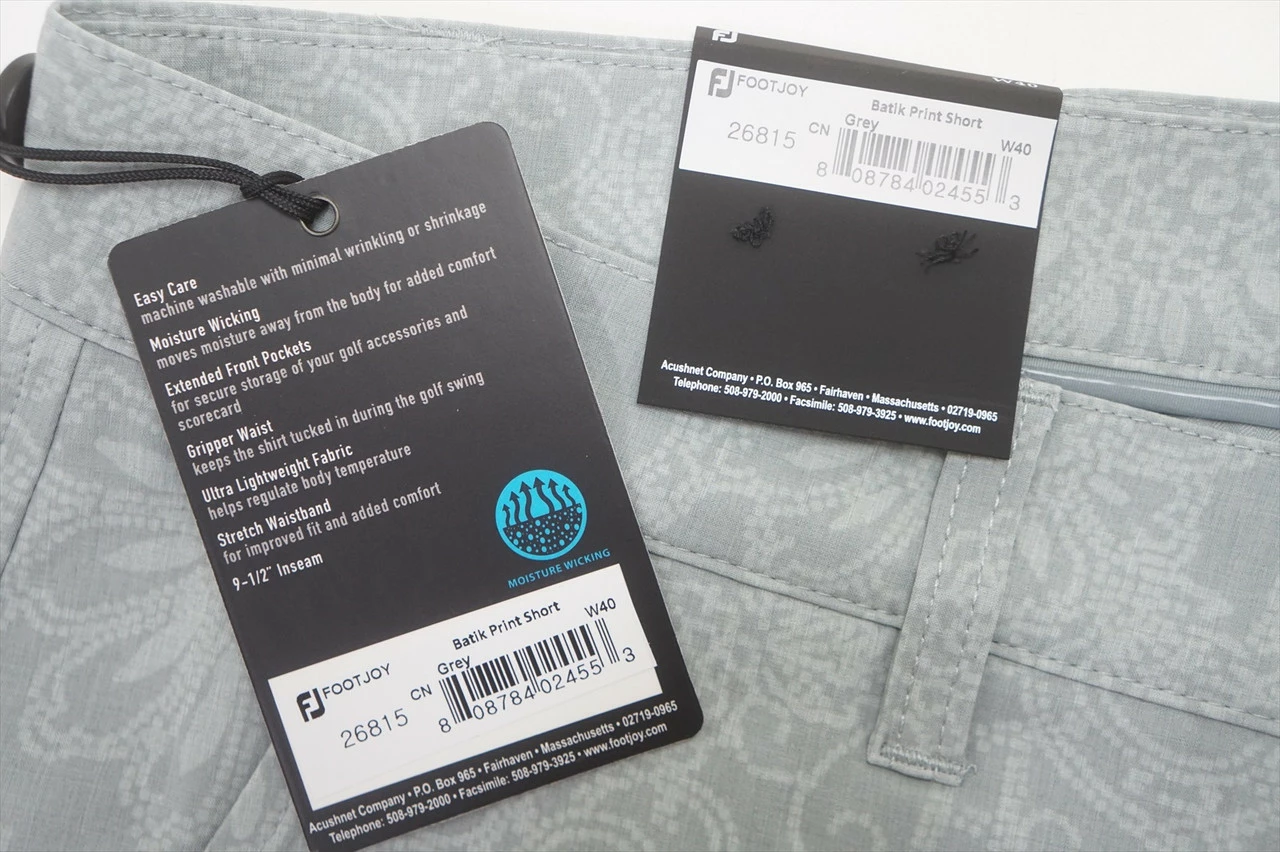 Easy Care
machine washable with minimal wrinkling or shrinkage
Moisture Wicking
moves moisture away from the body for added comfort
Extended Front Pockets
for secure storage of your golf accessories and
scorecard
Gripper Waist
keeps the shirt tucked in during the golf swing
Ultra Lightweight Fabric
helps regulate body temperature
Stretch Waistband
for improved fit and added comfort
9-1/2" Inseam
MOISTURE WICKING
Batik Print Short W40
FJ FOOTJOY Grey
26815 CN
8 08784 02455 3
Acushnet Company • P.O. Box 965 • Fairhaven • Massachusetts • 02719-0965
Telephone: 508-979-2000 • Facsimile: 508-979-3925 • www.footjoy.com
FJ W40
FJ FOOTJOY Batik Print Short
26815 CN Grey W40
8 08784 02455 3
Acushnet Company • P.O. Box 965 • Fairhaven • Massachusetts • 02719-0965
Telephone: 508-979-2000 • Facsimile: 508-979-3925 • www.footjoy.com